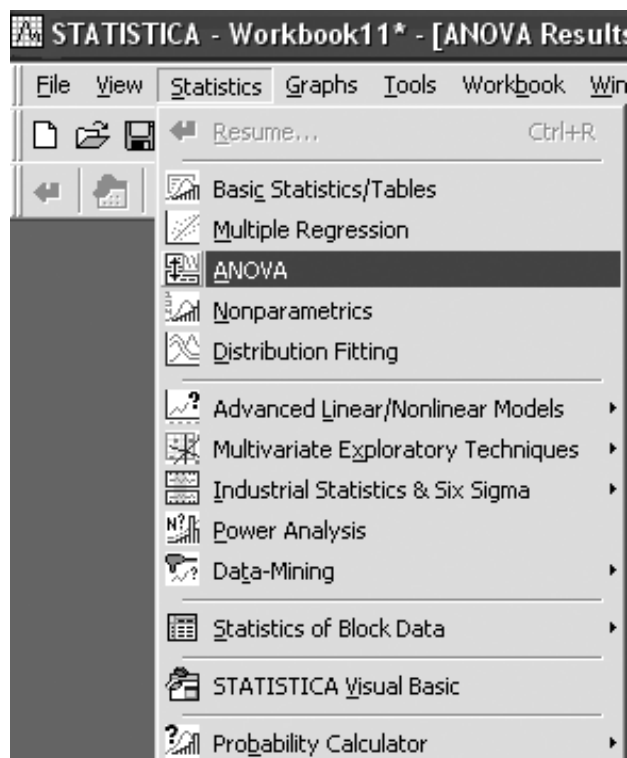 STATISTICA - Workbook11* - [ANOVA Results
File View Statistics Graphs Tools Workbook Win
Resume... Ctrl+R
Basic Statistics/Tables
Multiple Regression
ANOVA
Nonparametrics
Distribution Fitting
Advanced Linear/Nonlinear Models
Multivariate Exploratory Techniques
Industrial Statistics & Six Sigma
Power Analysis
Data-Mining
Statistics of Block Data
STATISTICA Visual Basic
Probability Calculator